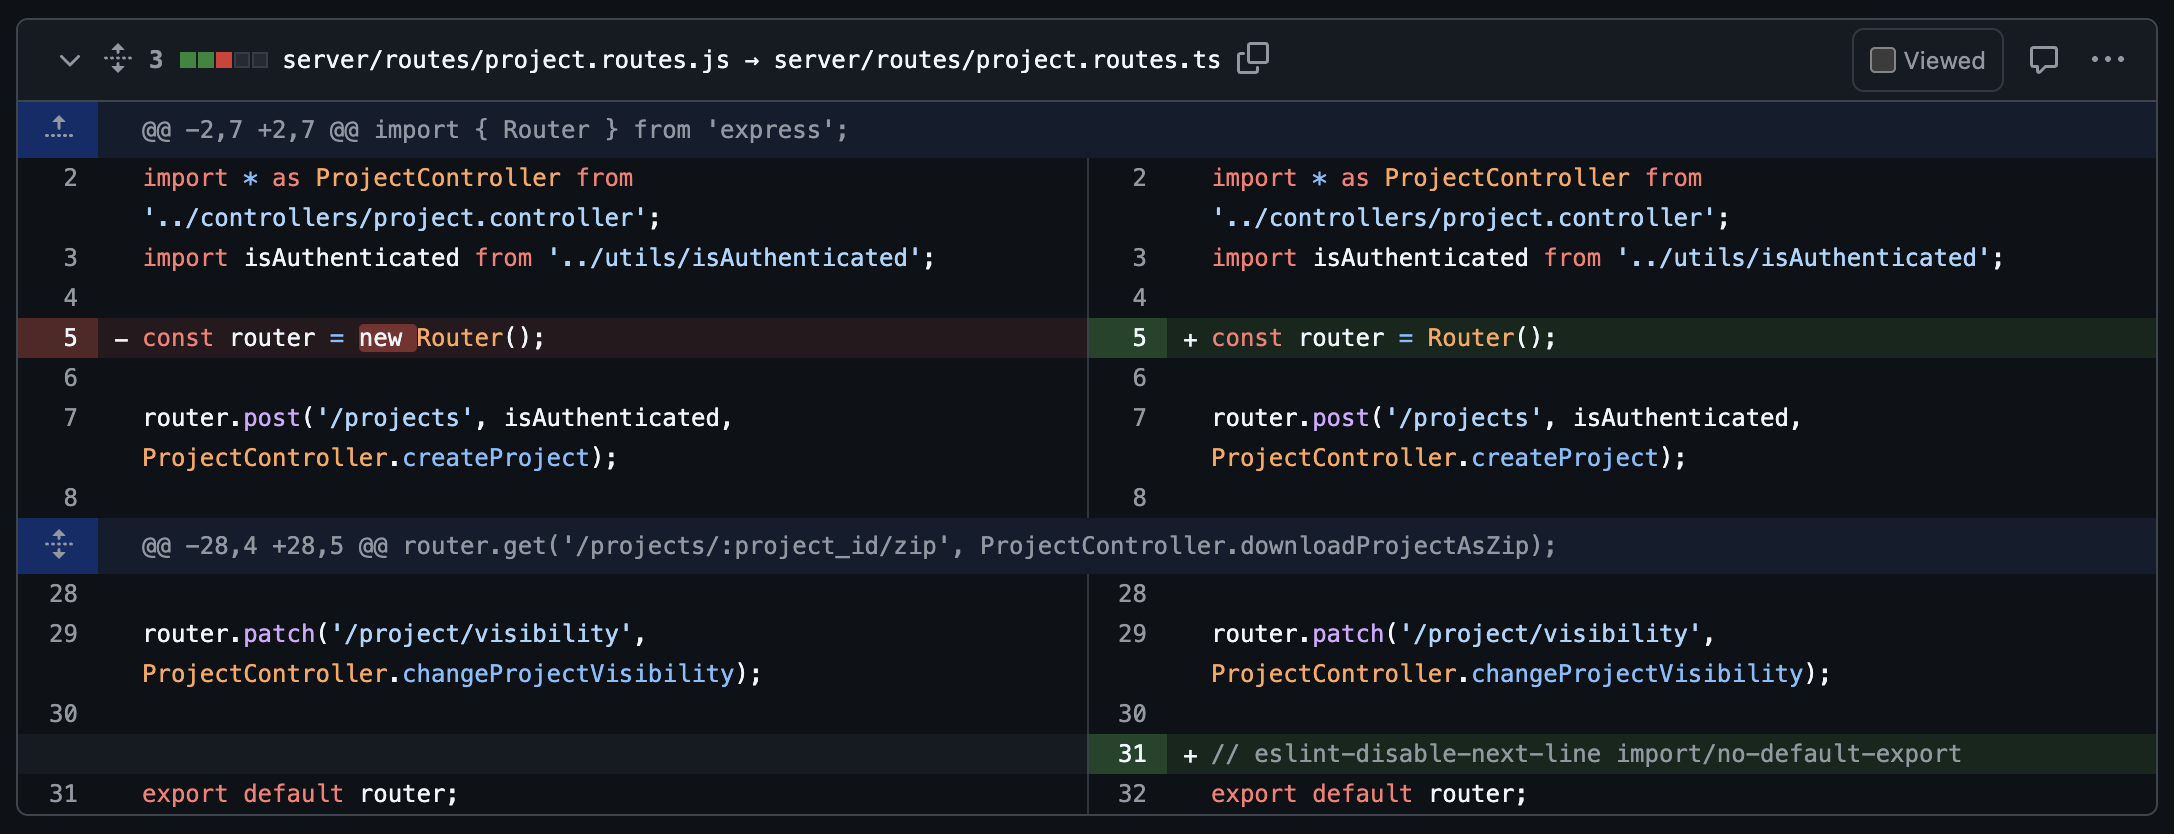 3 server/routes/project.routes.js → server/routes/project.routes.ts Viewed
@@ -2,7 +2,7 @@ import { Router } from 'express';
2 import * as ProjectController from
'../controllers/project.controller';
3 import isAuthenticated from '../utils/isAuthenticated';
4
5 - const router = new Router();
6
7 router.post('/projects', isAuthenticated,
ProjectController.createProject);
8
2 import * as ProjectController from
'../controllers/project.controller';
3 import isAuthenticated from '../utils/isAuthenticated';
4
5 + const router = Router();
6
7 router.post('/projects', isAuthenticated,
ProjectController.createProject);
8
@@ -28,4 +28,5 @@ router.get('/projects/:project_id/zip', ProjectController.downloadProjectAsZip);
28
29 router.patch('/project/visibility',
ProjectController.changeProjectVisibility);
30
31 export default router;
28
29 router.patch('/project/visibility',
ProjectController.changeProjectVisibility);
30
31 + // eslint-disable-next-line import/no-default-export
32 export default router;